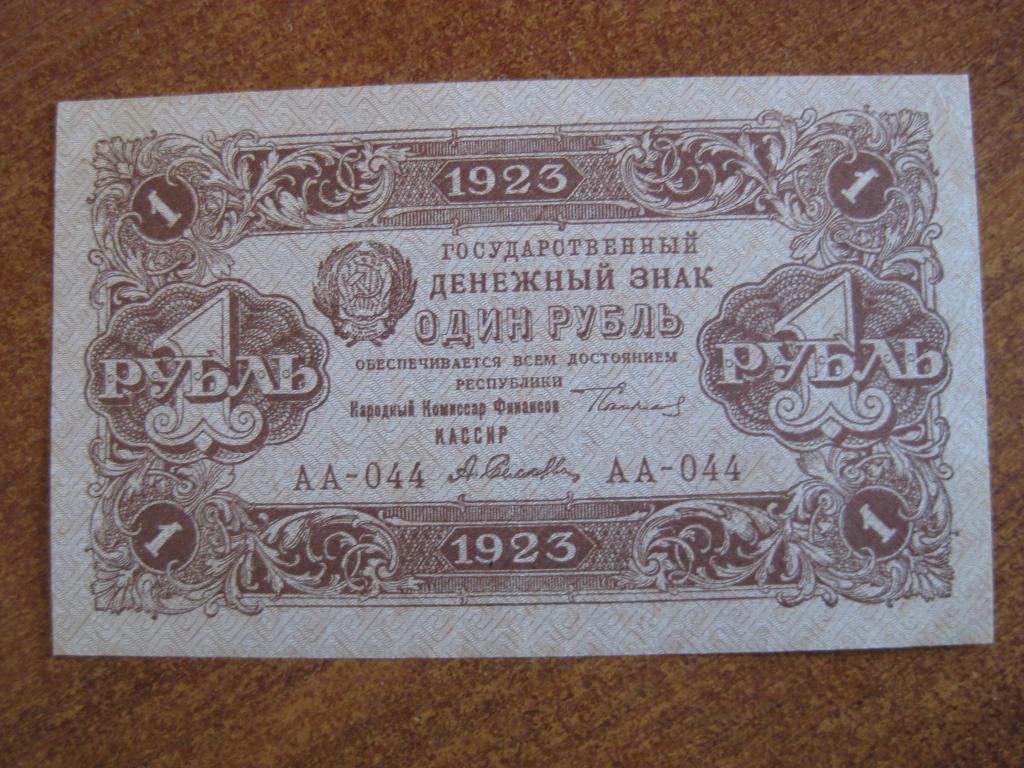 1923
1
1
ГОСУДАРСТВЕННЫЙ
ДЕНЕЖНЫЙ ЗНАК
ОДИН РУБЛЬ
1
РУБЛЬ
1
РУБЛЬ
ОБЕСПЕЧИВАЕТСЯ ВСЕМ ДОСТОЯНИЕМ
РЕСПУБЛИКИ
Народный Комиссар Финансов
КАССИР
АА-044
АА-044
1
1
1923